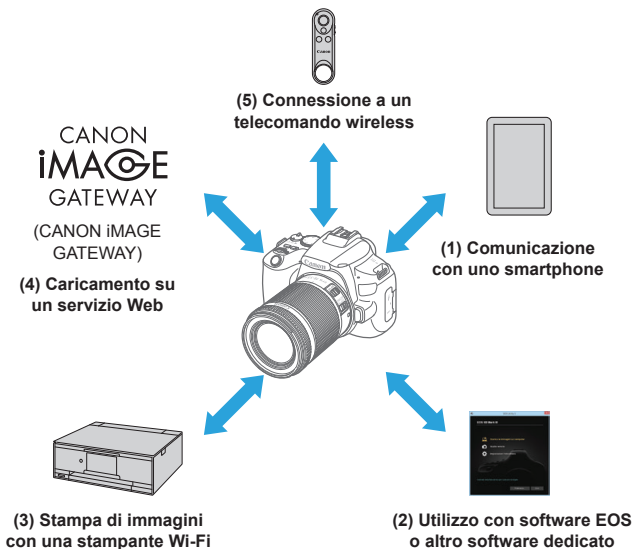 Canon
(5) Connessione a un
telecomando wireless
CANON
iMAGE
GATEWAY
(CANON iMAGE
GATEWAY)
(4) Caricamento su
un servizio Web
(1) Comunicazione
con uno smartphone
Canon
(3) Stampa di immagini
con una stampante Wi-Fi
(2) Utilizzo con software EOS
o altro software dedicato